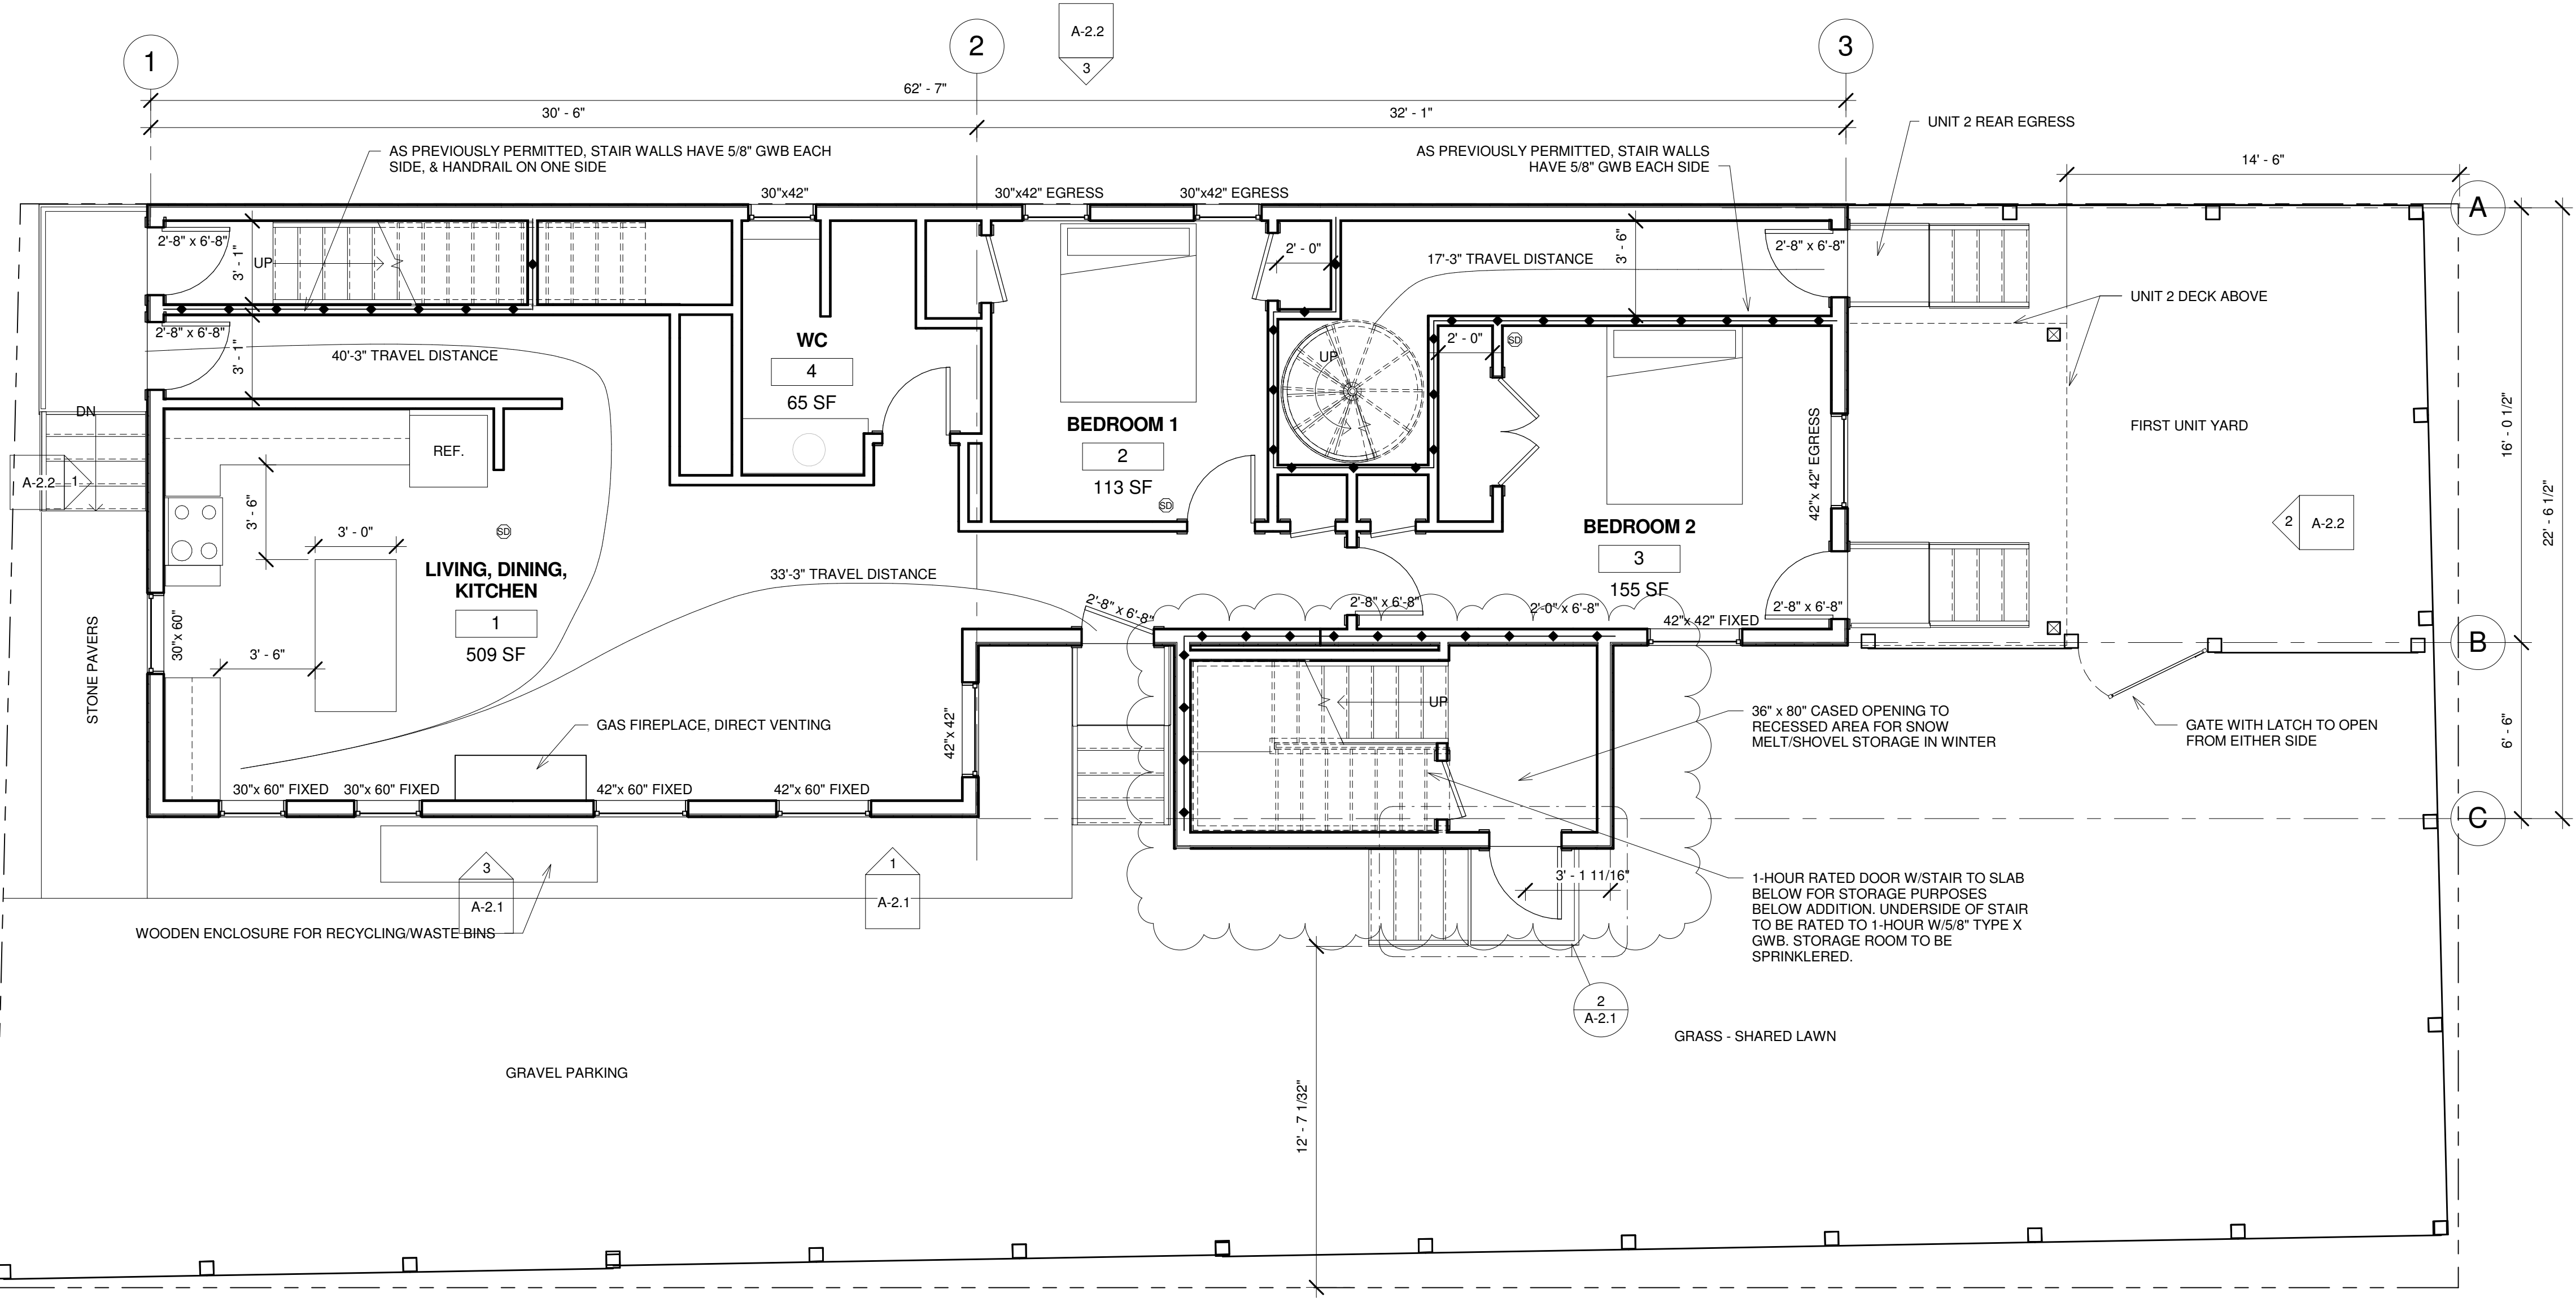 1
2
3
A-2.2
3
62' - 7"
30' - 6"
32' - 1"
UNIT 2 REAR EGRESS
AS PREVIOUSLY PERMITTED, STAIR WALLS HAVE 5/8" GWB EACH
SIDE, & HANDRAIL ON ONE SIDE
AS PREVIOUSLY PERMITTED, STAIR WALLS
HAVE 5/8" GWB EACH SIDE
14' - 6"
30"x42"
30"x42" EGRESS
30"x42" EGRESS
A
2'-8" x 6'-8"
3' - 1"
UP
2' - 0"
17'-3" TRAVEL DISTANCE
3' - 6"
2'-8" x 6'-8"
UNIT 2 DECK ABOVE
2'-8" x 6'-8"
3' - 1"
40'-3" TRAVEL DISTANCE
WC
4
65 SF
UP
2' - 0"
SD
DN
REF.
BEDROOM 1
2
113 SF
SD
42"x 42" EGRESS
FIRST UNIT YARD
16' - 0 1/2"
22' - 6 1/2"
A-2.2
1
3' - 6"
3' - 0"
SD
LIVING, DINING,
KITCHEN
1
509 SF
33'-3" TRAVEL DISTANCE
BEDROOM 2
3
155 SF
2
A-2.2
2'-8" x 6'-8"
2'-8" x 6'-8"
2'-0" x 6'-8"
2'-8" x 6'-8"
42"x 42" FIXED
B
STONE PAVERS
30"x 60"
3' - 6"
GAS FIREPLACE, DIRECT VENTING
42"x 42"
UP
36" x 80" CASED OPENING TO
RECESSED AREA FOR SNOW
MELT/SHOVEL STORAGE IN WINTER
GATE WITH LATCH TO OPEN
FROM EITHER SIDE
6' - 6"
30"x 60" FIXED
30"x 60" FIXED
42"x 60" FIXED
42"x 60" FIXED
C
3
A-2.1
1
A-2.1
3' - 1 11/16"
1-HOUR RATED DOOR W/STAIR TO SLAB
BELOW FOR STORAGE PURPOSES
BELOW ADDITION. UNDERSIDE OF STAIR
TO BE RATED TO 1-HOUR W/5/8" TYPE X
GWB. STORAGE ROOM TO BE
SPRINKLERED.
WOODEN ENCLOSURE FOR RECYCLING/WASTE BINS
2
A-2.1
GRASS - SHARED LAWN
GRAVEL PARKING
12' - 7 1/32"